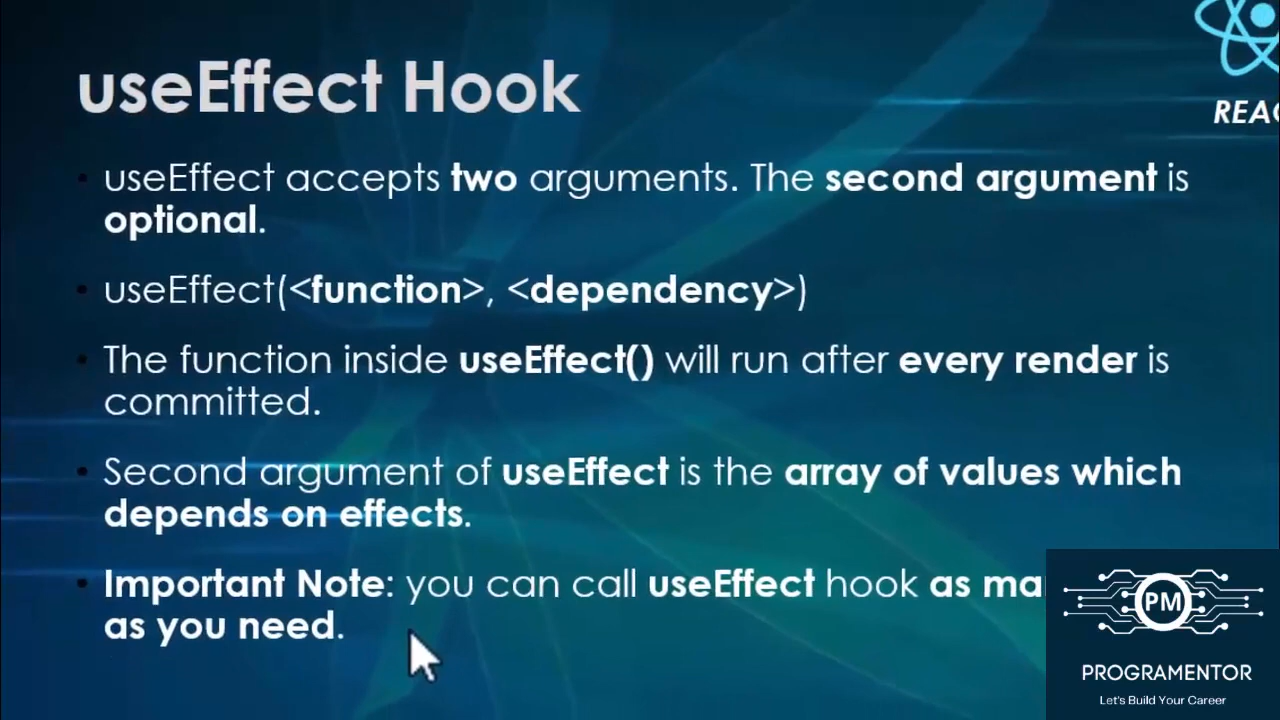 useEffect Hook
REAC
• useEffect accepts two arguments. The second argument is
optional.
• useEffect(<function>, <dependency>)
• The function inside useEffect() will run after every render is
committed.
• Second argument of useEffect is the array of values which
depends on effects.
• Important Note: you can call useEffect hook as ma
as you need.
PM
PROGRAMENTOR
Let's Build Your Career